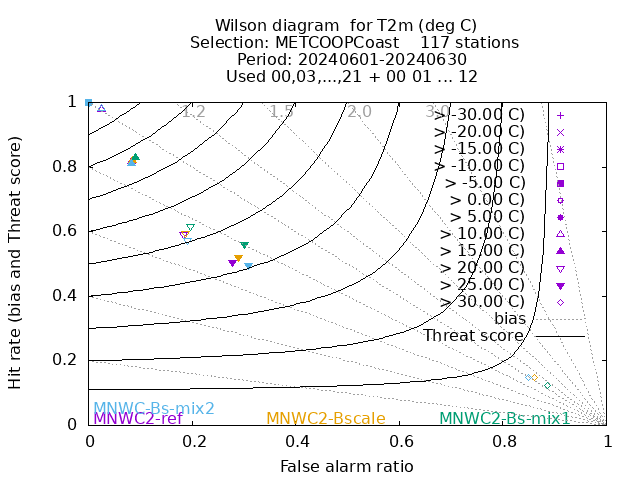 Wilson diagram for T2m (deg C)
Selection: METCOOPCoast 117 stations
Period: 20240601-20240630
Used 00,03,...,21 + 00 01 ... 12
Hit rate (bias and Threat score)
1
0.8
0.6
0.4
0.2
0
1.2 1.5 2.0 3.0
> -30.00 C)
> -20.00 C)
> -15.00 C)
> -10.00 C)
> -5.00 C)
> 0.00 C)
> 5.00 C)
> 10.00 C)
> 15.00 C)
> 20.00 C)
> 25.00 C)
> 30.00 C)
bias
Threat score
MNWC-Bs-mix2
MNWC2-ref MNWC2-Bscale MNWC2-Bs-mix1
0 0.2 0.4 0.6 0.8 1
False alarm ratio